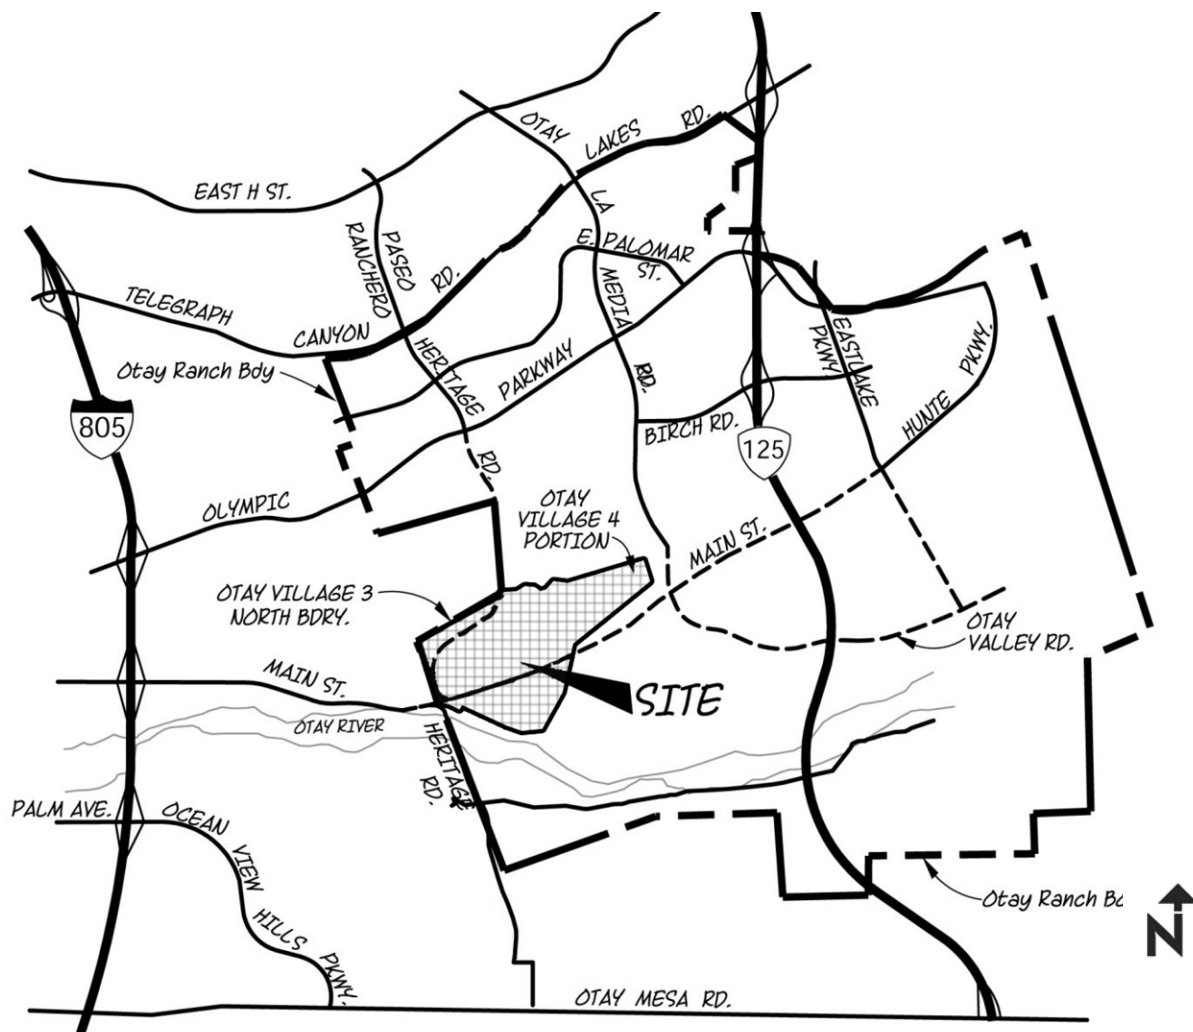 OTAY
LAKES
RD.
EAST H ST.
LA
MEDIA
RD.
PASEO
RANCHERO
E. PALOMAR
ST.
TELEGRAPH
CANYON
RD.
Otay Ranch Bdy
HERITAGE
RD.
PARKWAY
EASTLAKE
PKWY
HUNTE
PKWY.
805
BIRCH RD.
125
OLYMPIC
OTAY
VILLAGE 4
PORTION
MAIN ST.
OTAY VILLAGE 3
NORTH BDRY.
OTAY
VALLEY RD.
MAIN ST.
SITE
OTAY RIVER
HERITAGE
RD.
PALM AVE.
OCEAN
VIEW
HILLS
PKWY.
Otay Ranch Bd
N
OTAY MESA RD.